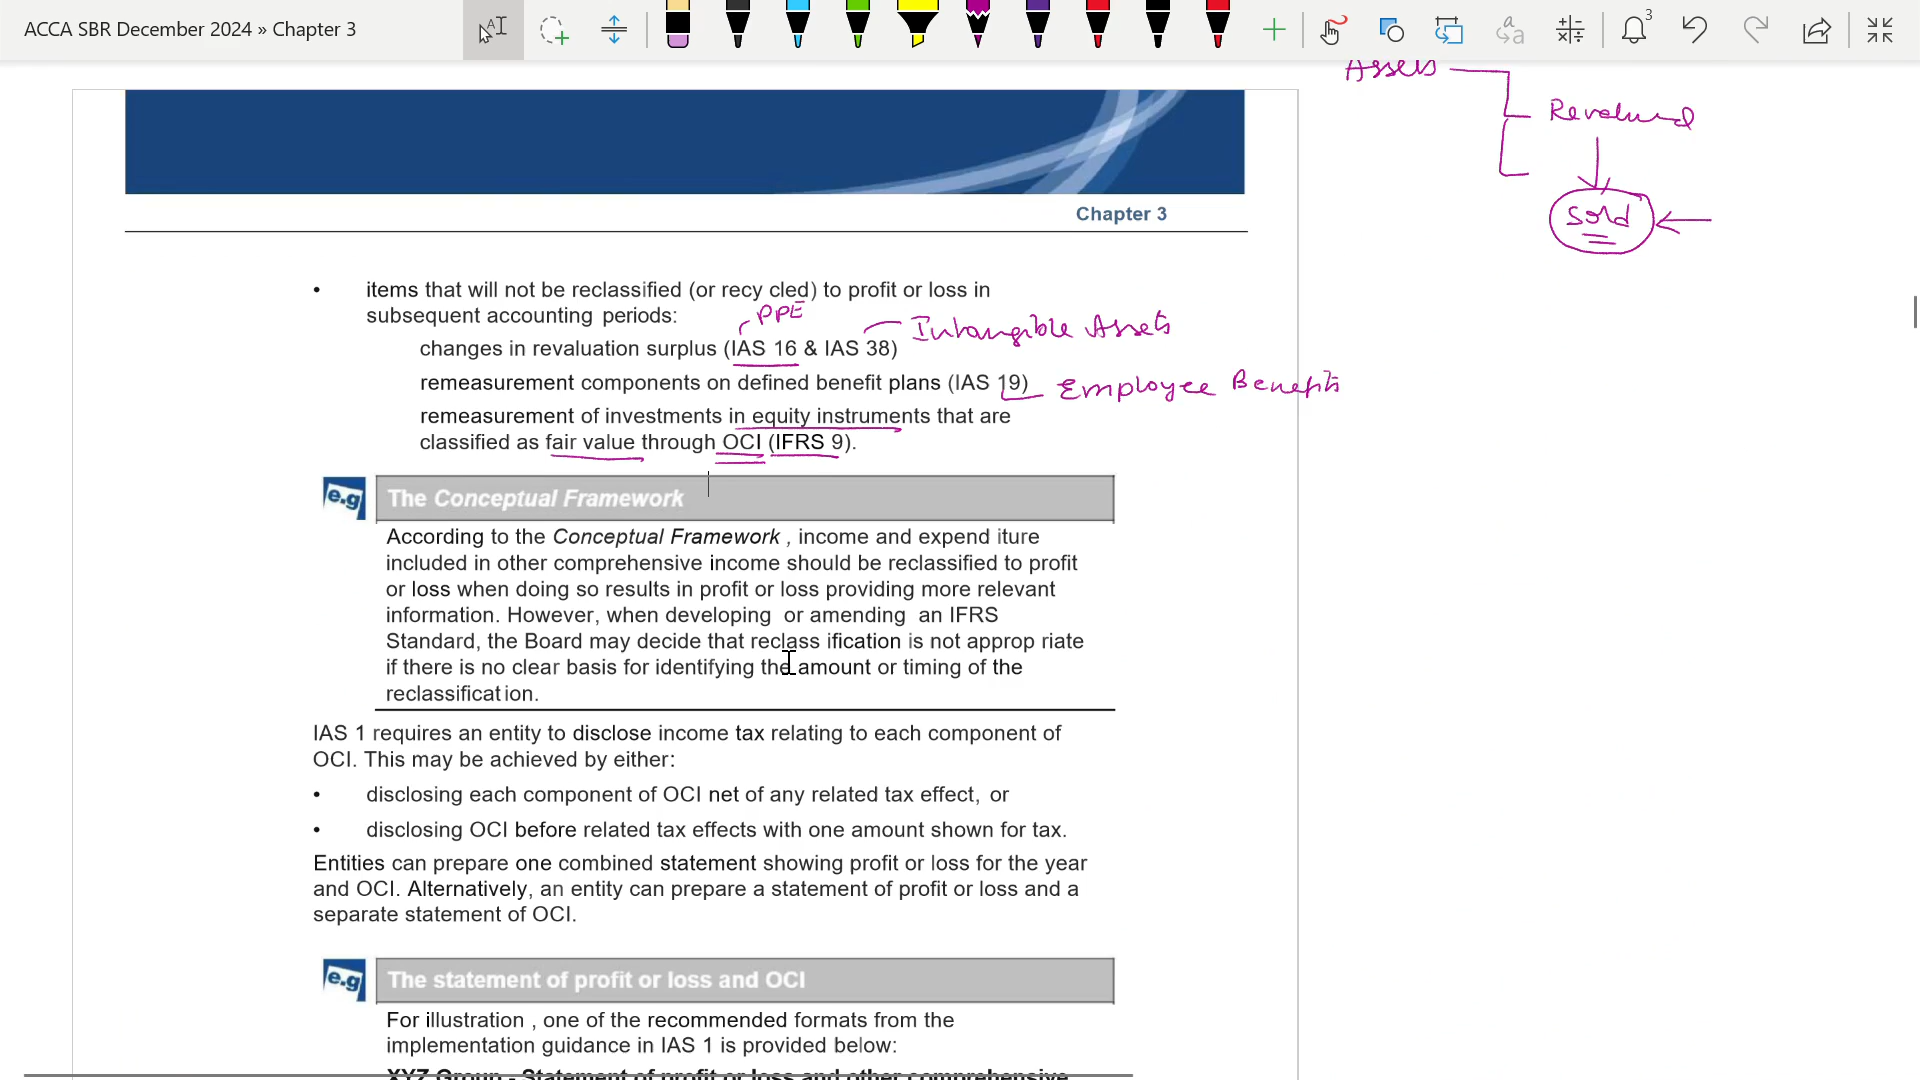 ACCA SBR December 2024 » Chapter 3
3
Assets
Revalued
Sold
Chapter 3
• items that will not be reclassified (or recy cled) to profit or loss in
subsequent accounting periods:
PPE
Intangible Assets
changes in revaluation surplus (IAS 16 & IAS 38)
remeasurement components on defined benefit plans (IAS 19)
Employee Benefits
remeasurement of investments in equity instruments that are
classified as fair value through OCI (IFRS 9).
e.g
The Conceptual Framework
According to the Conceptual Framework , income and expend iture
included in other comprehensive income should be reclassified to profit
or loss when doing so results in profit or loss providing more relevant
information. However, when developing or amending an IFRS
Standard, the Board may decide that reclass ification is not approp riate
if there is no clear basis for identifying the amount or timing of the
reclassificat ion.
IAS 1 requires an entity to disclose income tax relating to each component of
OCI. This may be achieved by either:
• disclosing each component of OCI net of any related tax effect, or
• disclosing OCI before related tax effects with one amount shown for tax.
Entities can prepare one combined statement showing profit or loss for the year
and OCI. Alternatively, an entity can prepare a statement of profit or loss and a
separate statement of OCI.
e.g
The statement of profit or loss and OCI
For illustration , one of the recommended formats from the
implementation guidance in IAS 1 is provided below:
XYZ Group - Statement of profit or loss and other comprehensive